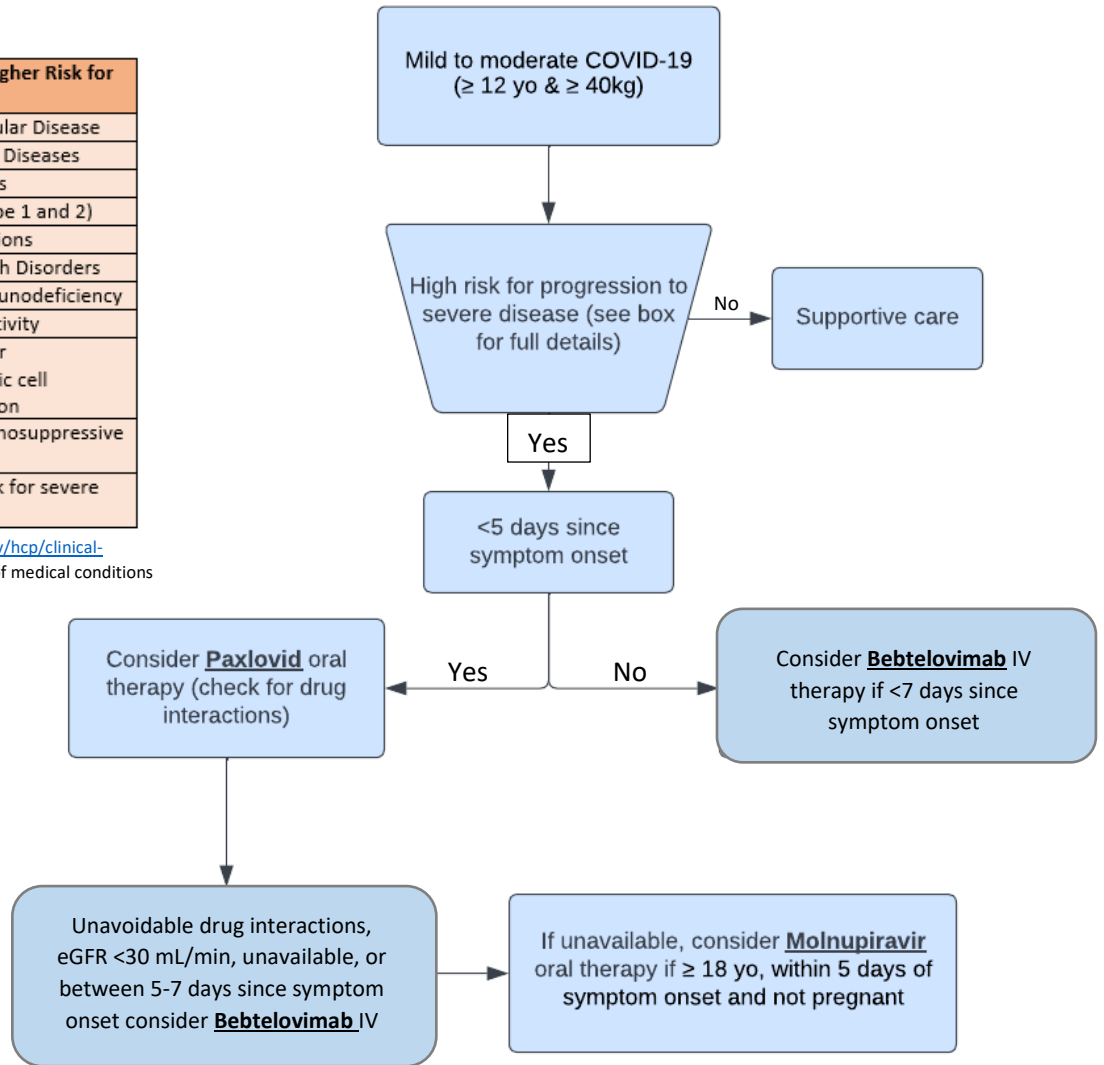 gher Risk for
ular Disease
Diseases
s
pe 1 and 2)
ions
h Disorders
unodeficiency
tivity
r
ic cell
on
nosuppressive
k for severe
y/hcp/clinical-
of medical conditions
Mild to moderate COVID-19
(≥ 12 yo & ≥ 40kg)
High risk for progression to
severe disease (see box
for full details)
No
Supportive care
Yes
<5 days since
symptom onset
Consider Paxlovid oral
therapy (check for drug
interactions)
Yes
No
Consider Bebtelovimab IV
therapy if <7 days since
symptom onset
Unavoidable drug interactions,
eGFR <30 mL/min, unavailable, or
between 5-7 days since symptom
onset consider Bebtelovimab IV
If unavailable, consider Molnupiravir
oral therapy if ≥ 18 yo, within 5 days of
symptom onset and not pregnant